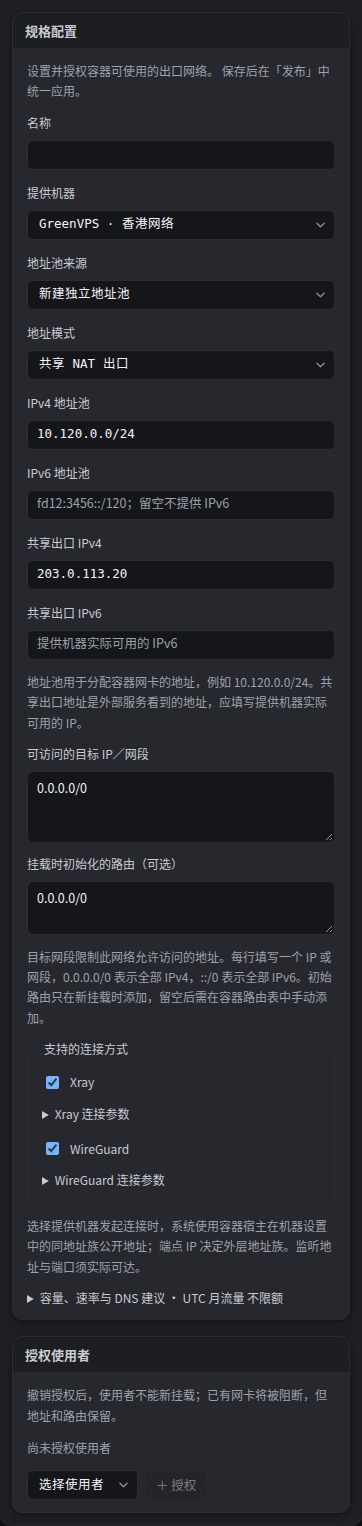 规格配置
设置并授权容器可使用的出口网络。 保存后在「发布」中
统一应用。
名称
提供机器
GreenVPS · 香港网络
地址池来源
新建独立地址池
地址模式
共享 NAT 出口
IPv4 地址池
10.120.0.0/24
IPv6 地址池
fd12:3456::/120；留空不提供 IPv6
共享出口 IPv4
203.0.113.20
共享出口 IPv6
提供机器实际可用的 IPv6
地址池用于分配容器网卡的地址，例如 10.120.0.0/24。共
享出口地址是外部服务看到的地址，应填写提供机器实际
可用的 IP。
可访问的目标 IP／网段
0.0.0.0/0
挂载时初始化的路由（可选）
0.0.0.0/0
目标网段限制此网络允许访问的地址。每行填写一个 IP 或
网段，0.0.0.0/0 表示全部 IPv4，::/0 表示全部 IPv6。初始
路由只在新挂载时添加，留空后需在容器路由表中手动添
加。
支持的连接方式
Xray
▶ Xray 连接参数
WireGuard
▶ WireGuard 连接参数
选择提供机器发起连接时，系统使用容器宿主在机器设置
中的同地址族公开地址；端点 IP 决定外层地址族。监听地
址与端口须实际可达。
▶ 容量、速率与 DNS 建议 · UTC 月流量 不限额
授权使用者
撤销授权后，使用者不能新挂载；已有网卡将被阻断，但
地址和路由保留。
尚未授权使用者
选择使用者
＋ 授权